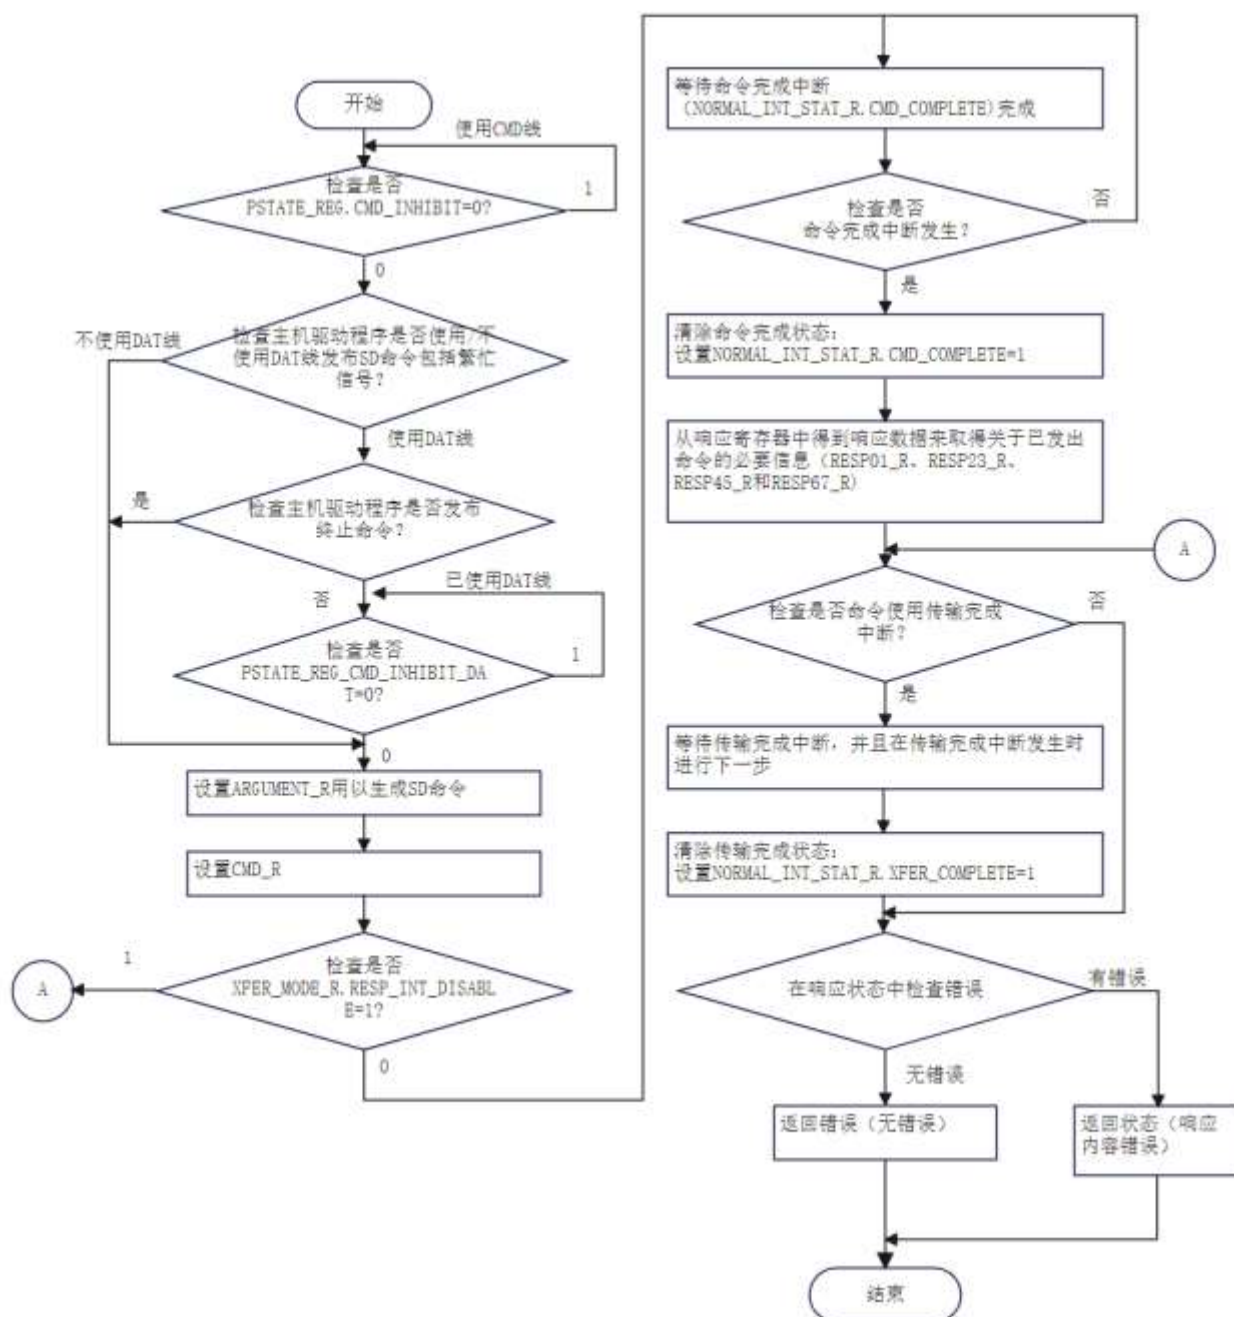 开始
使用CMD线
检查是否
PSTATE_REG.CMD_INHIBIT=0?
1
0
不使用DAT线
检查主机驱动程序是否使用/不
使用DAT线发布SD命令包括繁忙
信号?
使用DAT线
是
检查主机驱动程序是否发布
终止命令?
否
已使用DAT线
检查是否
PSTATE_REG_CMD_INHIBIT_DA
T=0?
1
0
设置ARGUMENT_R用以生成SD命令
设置CMD_R
检查是否
XFER_MODE_R.RESP_INT_DISABL
E=1?
1
A
0
等待命令完成中断
(NORMAL_INT_STAT_R.CMD_COMPLETE)完成
检查是否
命令完成中断发生?
否
是
清除命令完成状态:
设置NORMAL_INT_STAT_R.CMD_COMPLETE=1
从响应寄存器中得到响应数据来取得关于已发出
命令的必要信息(RESP01_R、RESP23_R、
RESP45_R和RESP67_R)
A
检查是否命令使用传输完成
中断?
否
是
等待传输完成中断,并且在传输完成中断发生时
进行下一步
清除传输完成状态:
设置NORMAL_INT_STAT_R.XFER_COMPLETE=1
在响应状态中检查错误
有错误
无错误
返回错误(无错误)
返回状态(响应
内容错误)
结束